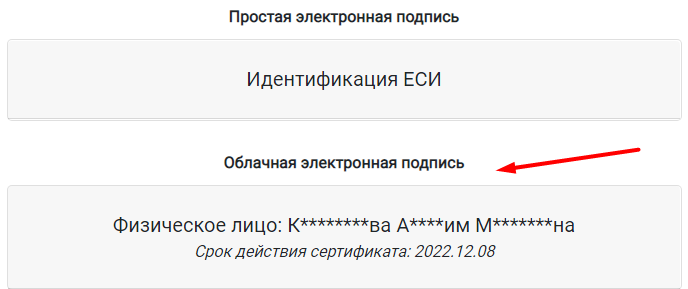 Простая электронная подпись
Идентификация ЕСИ
Облачная электронная подпись
Физическое лицо: К********ва А****им М*******на
Срок действия сертификата: 2022.12.08